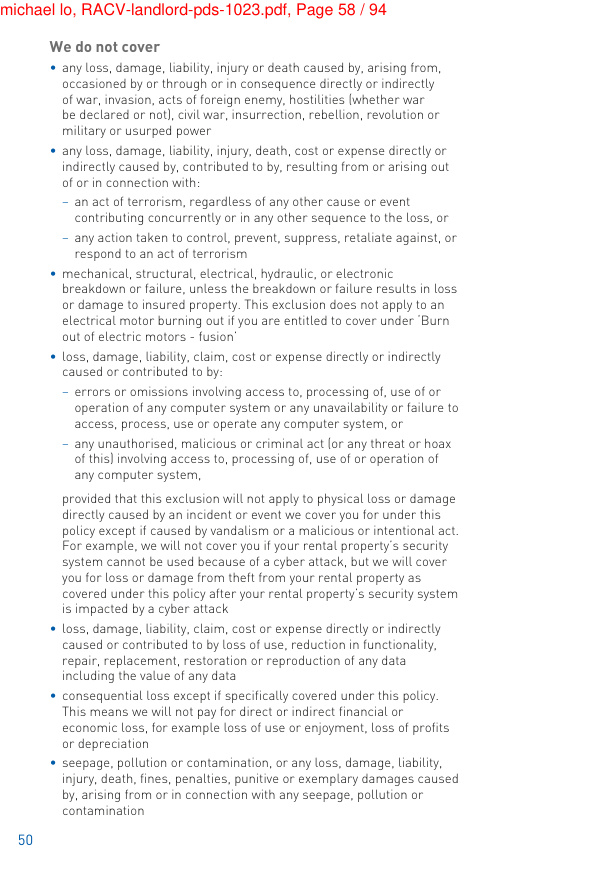 michael lo, RACV-landlord-pds-1023.pdf, Page 58 / 94
We do not cover
• any loss, damage, liability, injury or death caused by, arising from,
occasioned by or through or in consequence directly or indirectly
of war, invasion, acts of foreign enemy, hostilities (whether war
be declared or not), civil war, insurrection, rebellion, revolution or
military or usurped power
• any loss, damage, liability, injury, death, cost or expense directly or
indirectly caused by, contributed to by, resulting from or arising out
of or in connection with:
– an act of terrorism, regardless of any other cause or event
contributing concurrently or in any other sequence to the loss, or
– any action taken to control, prevent, suppress, retaliate against, or
respond to an act of terrorism
• mechanical, structural, electrical, hydraulic, or electronic
breakdown or failure, unless the breakdown or failure results in loss
or damage to insured property. This exclusion does not apply to an
electrical motor burning out if you are entitled to cover under ‘Burn
out of electric motors - fusion’
• loss, damage, liability, claim, cost or expense directly or indirectly
caused or contributed to by:
– errors or omissions involving access to, processing of, use of or
operation of any computer system or any unavailability or failure to
access, process, use or operate any computer system, or
– any unauthorised, malicious or criminal act (or any threat or hoax
of this) involving access to, processing of, use of or operation of
any computer system,
provided that this exclusion will not apply to physical loss or damage
directly caused by an incident or event we cover you for under this
policy except if caused by vandalism or a malicious or intentional act.
For example, we will not cover you if your rental property’s security
system cannot be used because of a cyber attack, but we will cover
you for loss or damage from theft from your rental property as
covered under this policy after your rental property’s security system
is impacted by a cyber attack
• loss, damage, liability, claim, cost or expense directly or indirectly
caused or contributed to by loss of use, reduction in functionality,
repair, replacement, restoration or reproduction of any data
including the value of any data
• consequential loss except if specifically covered under this policy.
This means we will not pay for direct or indirect financial or
economic loss, for example loss of use or enjoyment, loss of profits
or depreciation
• seepage, pollution or contamination, or any loss, damage, liability,
injury, death, fines, penalties, punitive or exemplary damages caused
by, arising from or in connection with any seepage, pollution or
contamination
50